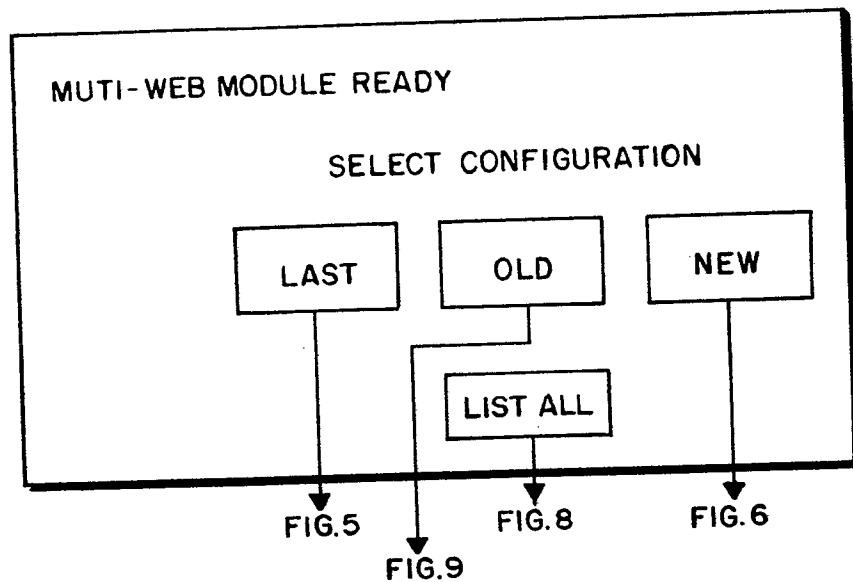 MUTI-WEB MODULE READY
SELECT CONFIGURATION
LAST OLD NEW
LIST ALL
FIG.5 FIG.8 FIG.6
FIG.9